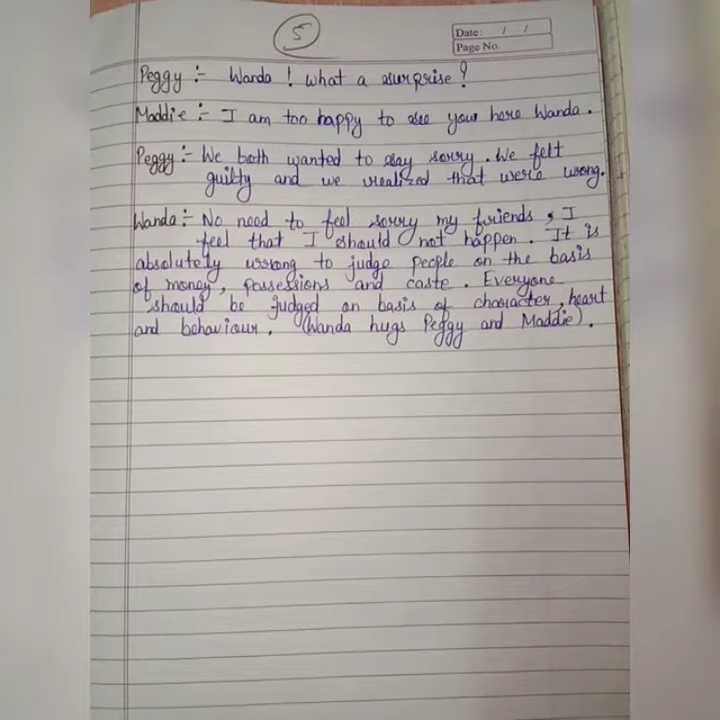 5
Date: / /
Page No.
Peggy :- Wanda ! What a surprise ?
Maddie :- I am too happy to see your here Wanda .
Peggy :- We both wanted to say sorry . We felt
guilty and we realized that were wrong.
Wanda :- No need to feel sorry my friends , I
feel that I should not happen . It is
absolutely wrong to judge people on the basis
of money, possessions and caste . Everyone
should be judged on basis of character, heart
and behaviour . (Wanda hugs Peggy and Maddie) .